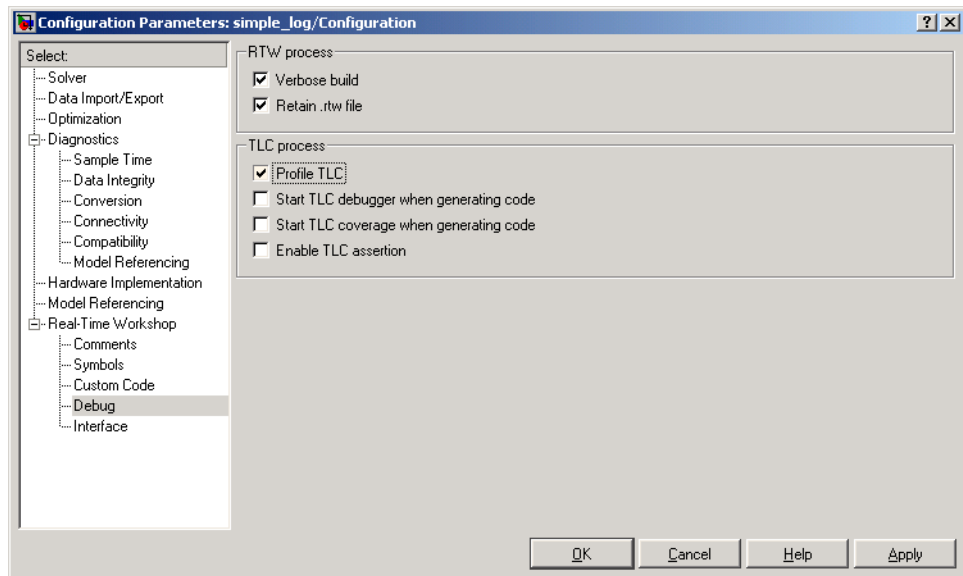 Configuration Parameters: simple_log/Configuration
Select:
Solver
Data Import/Export
Optimization
Diagnostics
Sample Time
Data Integrity
Conversion
Connectivity
Compatibility
Model Referencing
Hardware Implementation
Model Referencing
Real-Time Workshop
Comments
Symbols
Custom Code
Debug
Interface
RTW process
Verbose build
Retain .rtw file
TLC process
Profile TLC
Start TLC debugger when generating code
Start TLC coverage when generating code
Enable TLC assertion
OK Cancel Help Apply